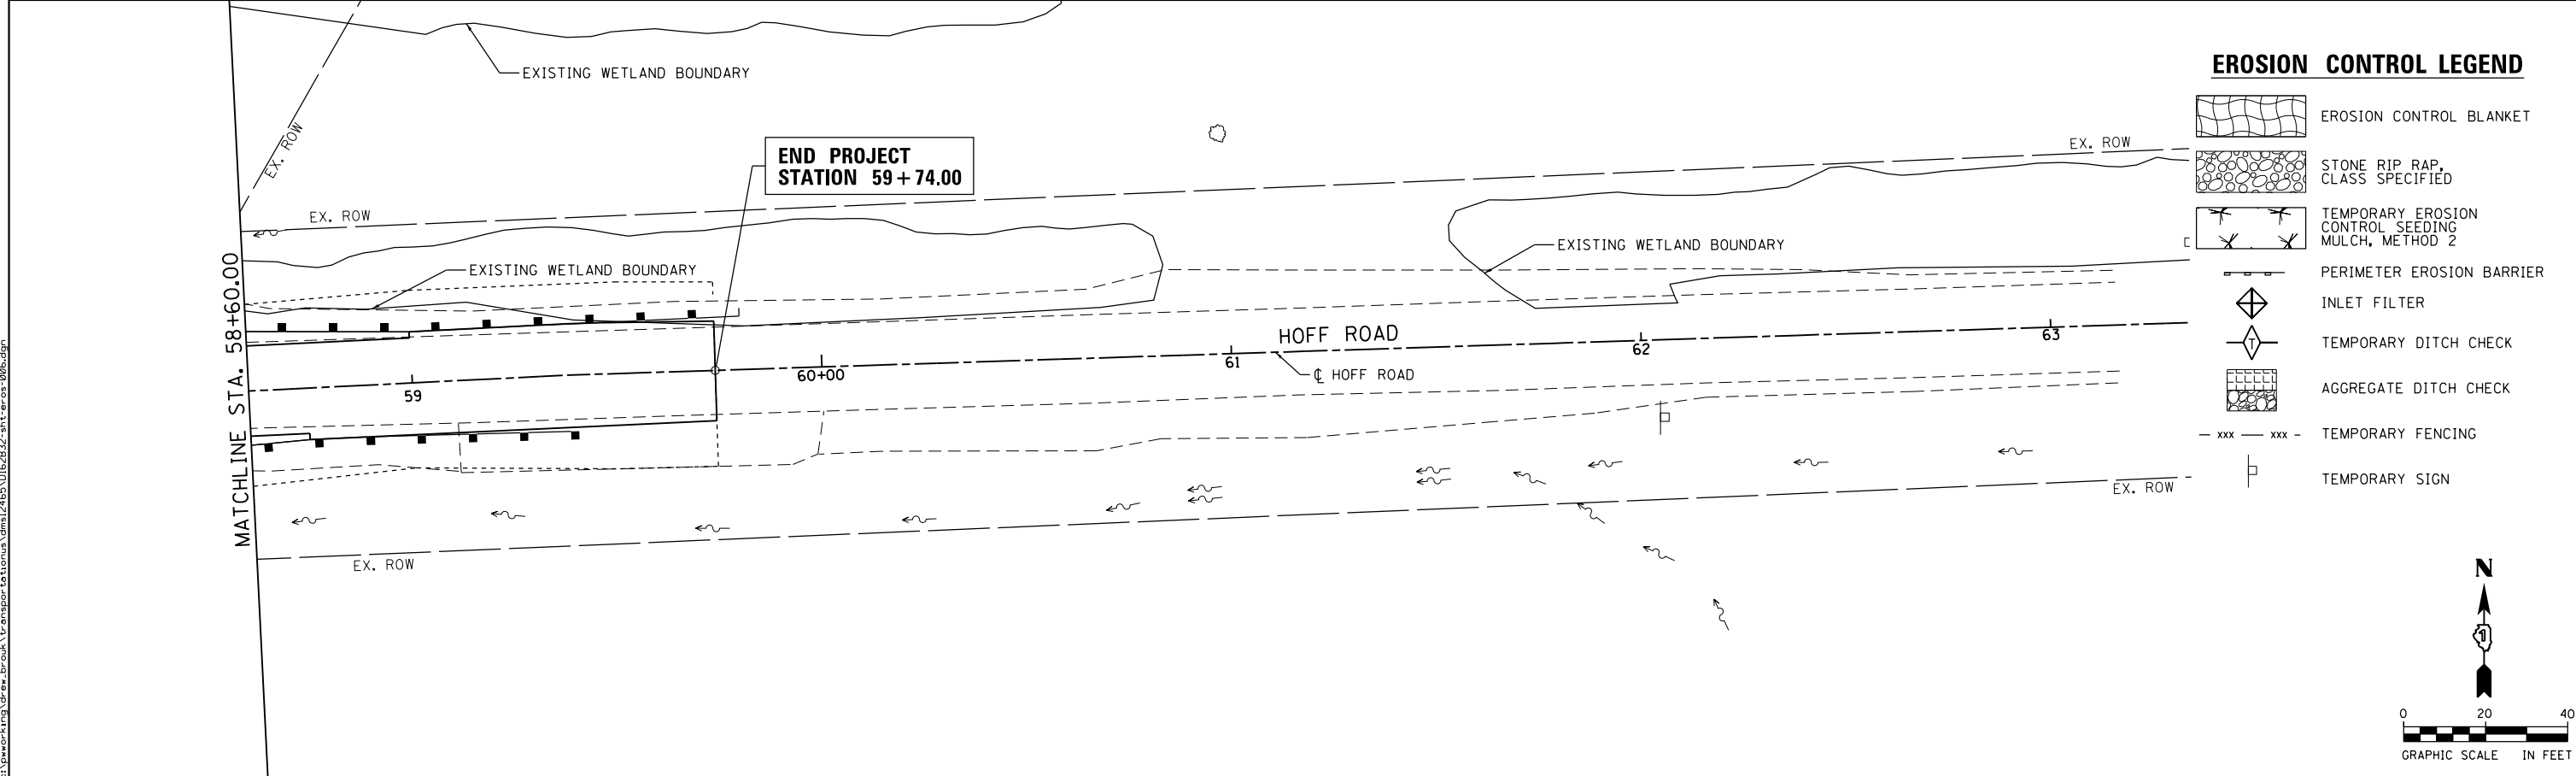 EXISTING WETLAND BOUNDARY
EX. ROW
END PROJECT
STATION 59+74.00
EX. ROW
EX. ROW
EXISTING WETLAND BOUNDARY
EXISTING WETLAND BOUNDARY
MATCHLINE STA. 58+60.00
HOFF ROAD
59
60+00
61
62
63
℄ HOFF ROAD
EX. ROW
EX. ROW
EROSION CONTROL LEGEND
EROSION CONTROL BLANKET
STONE RIP RAP,
CLASS SPECIFIED
TEMPORARY EROSION
CONTROL SEEDING
MULCH, METHOD 2
PERIMETER EROSION BARRIER
INLET FILTER
T
TEMPORARY DITCH CHECK
AGGREGATE DITCH CHECK
XXX XXX
TEMPORARY FENCING
TEMPORARY SIGN
N
1
0 20 40
GRAPHIC SCALE IN FEET